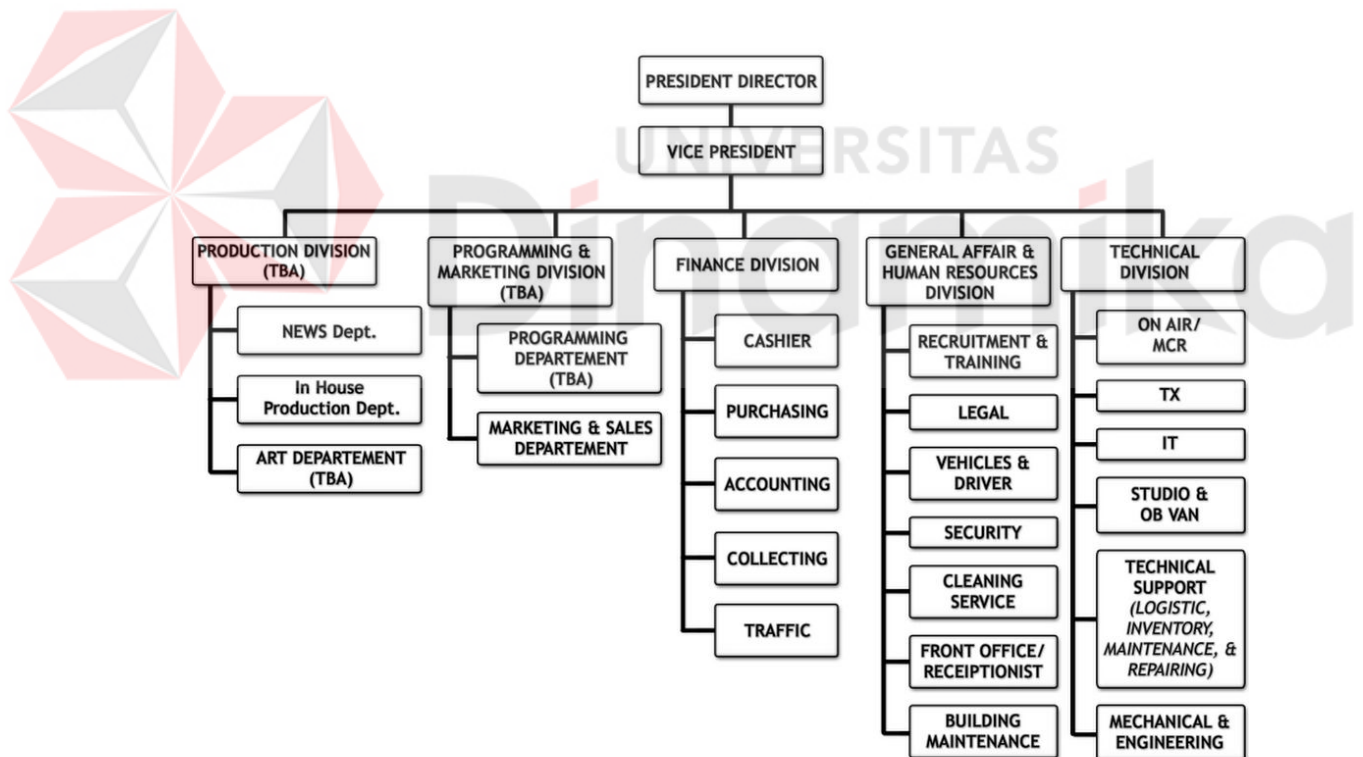 PRESIDENT DIRECTOR
UNIVERSITAS
Dinamika
VICE PRESIDENT
PRODUCTION DIVISION
(TBA)
NEWS Dept.
In House
Production Dept.
ART DEPARTEMENT
(TBA)
PROGRAMMING &
MARKETING DIVISION
(TBA)
PROGRAMMING
DEPARTEMENT
(TBA)
MARKETING & SALES
DEPARTEMENT
FINANCE DIVISION
CASHIER
PURCHASING
ACCOUNTING
COLLECTING
TRAFFIC
GENERAL AFFAIR &
HUMAN RESOURCES
DIVISION
RECRUITMENT &
TRAINING
LEGAL
VEHICLES &
DRIVER
SECURITY
CLEANING
SERVICE
FRONT OFFICE/
RECEIPTIONIST
BUILDING
MAINTENANCE
TECHNICAL
DIVISION
ON AIR/
MCR
TX
IT
STUDIO &
OB VAN
TECHNICAL
SUPPORT
(LOGISTIC,
INVENTORY,
MAINTENANCE, &
REPAIRING)
MECHANICAL &
ENGINEERING